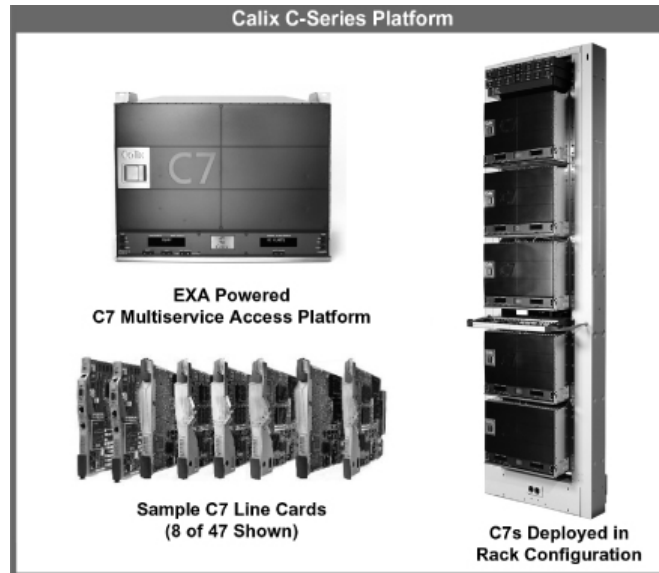 Calix C-Series Platform
Calix
C7
EXA Powered
C7 Multiservice Access Platform
Sample C7 Line Cards
(8 of 47 Shown)
C7s Deployed in
Rack Configuration